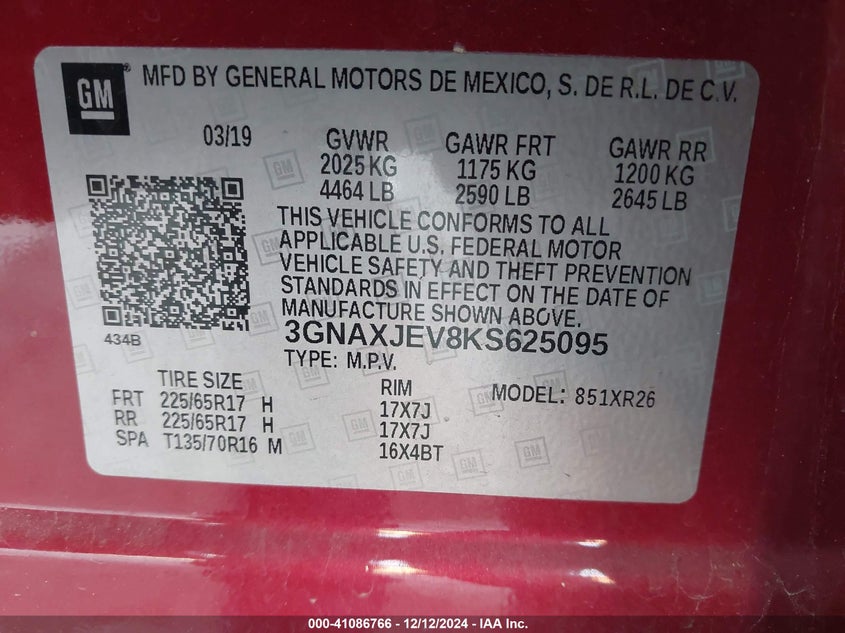 GM ® MFD BY GENERAL MOTORS DE MEXICO, S. DE R.L. DE C.V.
03/19 GVWR GAWR FRT GAWR RR
2025 KG 1175 KG 1200 KG
4464 LB 2590 LB 2645 LB
THIS VEHICLE CONFORMS TO ALL
APPLICABLE U.S. FEDERAL MOTOR
VEHICLE SAFETY AND THEFT PREVENTION
STANDARDS IN EFFECT ON THE DATE OF
MANUFACTURE SHOWN ABOVE.
434B
3GNAXJEV8KS625095
TYPE: M.P.V.
TIRE SIZE RIM MODEL: 851XR26
FRT 225/65R17 H 17X7J
RR 225/65R17 H 17X7J
SPA T135/70R16 M 16X4BT
000-41086766 - 12/12/2024 - IAA Inc.